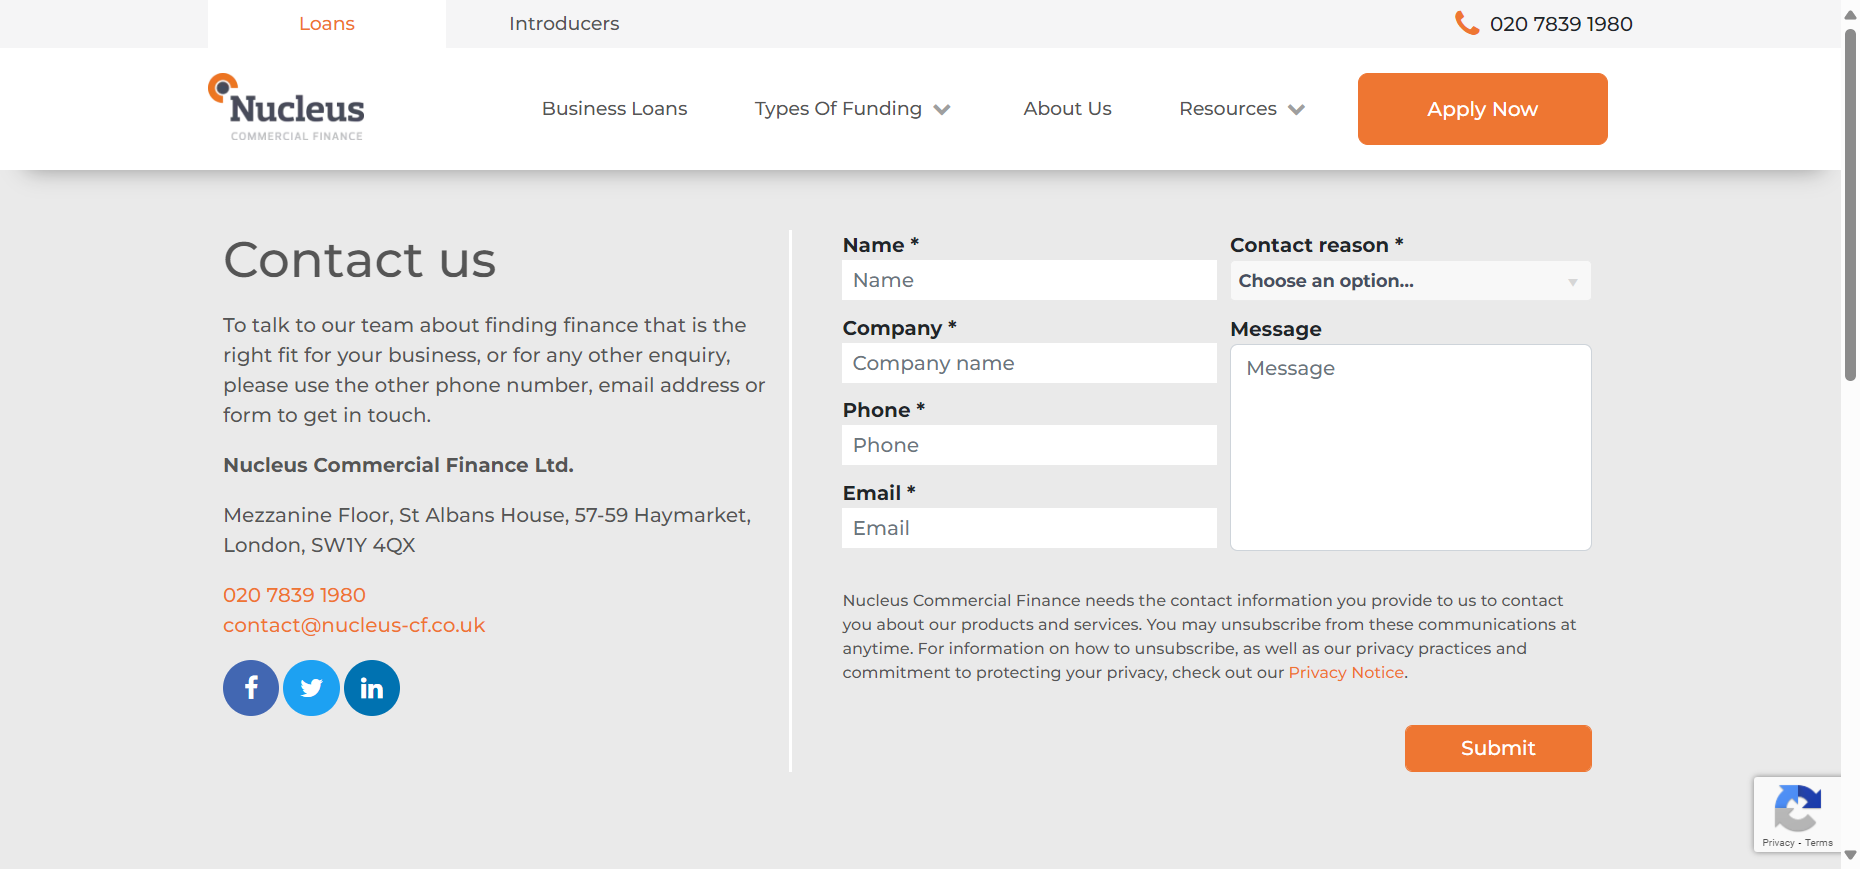 Loans
Introducers
020 7839 1980
Nucleus
COMMERCIAL FINANCE
Business Loans
Types Of Funding
About Us
Resources
Apply Now
Contact us
To talk to our team about finding finance that is the
right fit for your business, or for any other enquiry,
please use the other phone number, email address or
form to get in touch.
Nucleus Commercial Finance Ltd.
Mezzanine Floor, St Albans House, 57-59 Haymarket,
London, SW1Y 4QX
020 7839 1980
contact@nucleus-cf.co.uk
Name *
Name
Company *
Company name
Phone *
Phone
Email *
Email
Contact reason *
Choose an option...
Message
Message
Nucleus Commercial Finance needs the contact information you provide to us to contact
you about our products and services. You may unsubscribe from these communications at
anytime. For information on how to unsubscribe, as well as our privacy practices and
commitment to protecting your privacy, check out our Privacy Notice.
Submit
Privacy - Terms